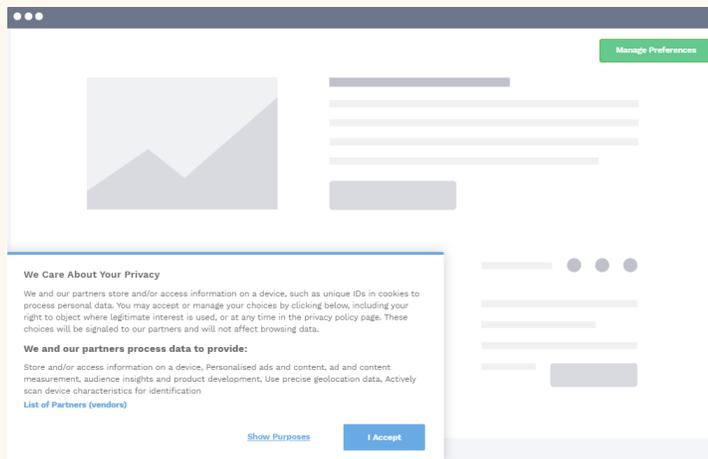 Manage Preferences
We Care About Your Privacy
We and our partners store and/or access information on a device, such as unique IDs in cookies to
process personal data. You may accept or manage your choices by clicking below, including your
right to object where legitimate interest is used, or at any time in the privacy policy page. These
choices will be signaled to our partners and will not affect browsing data.
We and our partners process data to provide:
Store and/or access information on a device, Personalised ads and content, ad and content
measurement, audience insights and product development, Use precise geolocation data, Actively
scan device characteristics for identification
List of Partners (vendors)
Show Purposes
I Accept